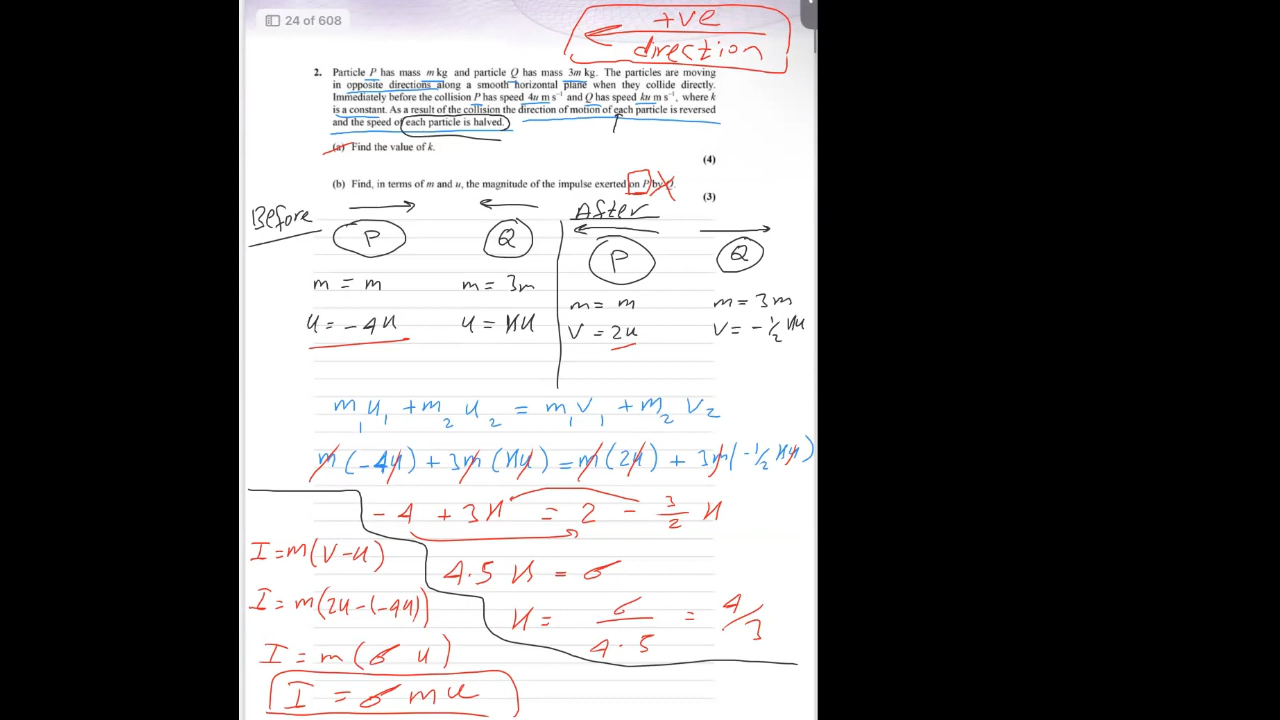 24 of 608
+ve
direction
2. Particle P has mass m kg and particle Q has mass 3m kg. The particles are moving
in opposite directions along a smooth horizontal plane when they collide directly.
Immediately before the collision P has speed 4u m s⁻¹ and Q has speed ku m s⁻¹, where k
is a constant. As a result of the collision the direction of motion of each particle is reversed
and the speed of each particle is halved.
(a) Find the value of k.
(4)
(b) Find, in terms of m and u, the magnitude of the impulse exerted on P by Q.
(3)
Before
After
P Q P Q
m = m m = 3m m = m m = 3m
u = -4u u = ku v = 2u v = -1/2 ku
m₁u₁ + m₂u₂ = m₁v₁ + m₂v₂
m(-4u) + 3m(ku) = m(2u) + 3m(-1/2 ku)
-4 + 3k = 2 - 3/2 k
I = m(v-u)
4.5 k = 6
I = m(2u-(-4u))
k = 6/4.5 = 4/3
I = m(6u)
I = 6mu